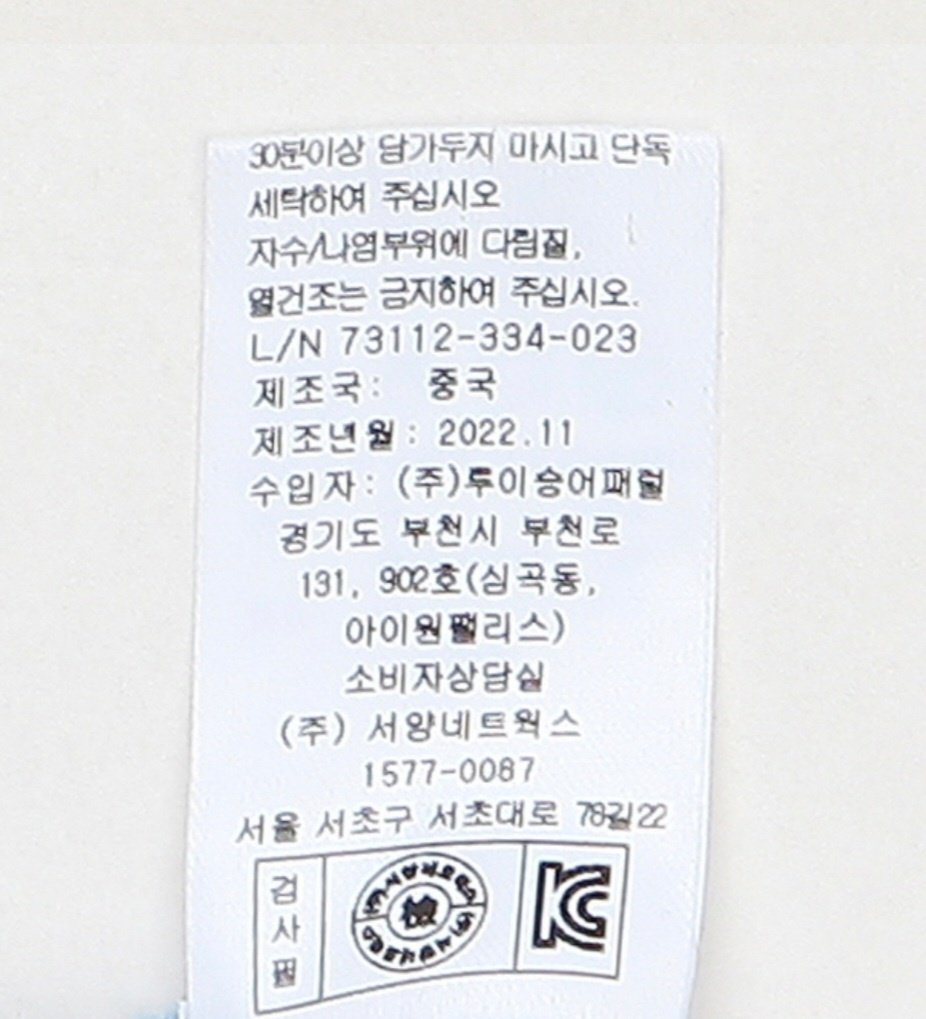 30분이상 담가두지 마시고 단독
세탁하여 주십시오
자수/나염부위에 다림질,
열건조는 금지하여 주십시오.
L/N 73112-334-023
제조국: 중국
제조년월: 2022.11
수입자: (주)투이승어패럴
경기도 부천시 부천로
131, 902호(심곡동,
아이원팰리스)
소비자상담실
(주) 서양네트웍스
1577-0087
서울 서초구 서초대로 78길22
검사필
檢
KC